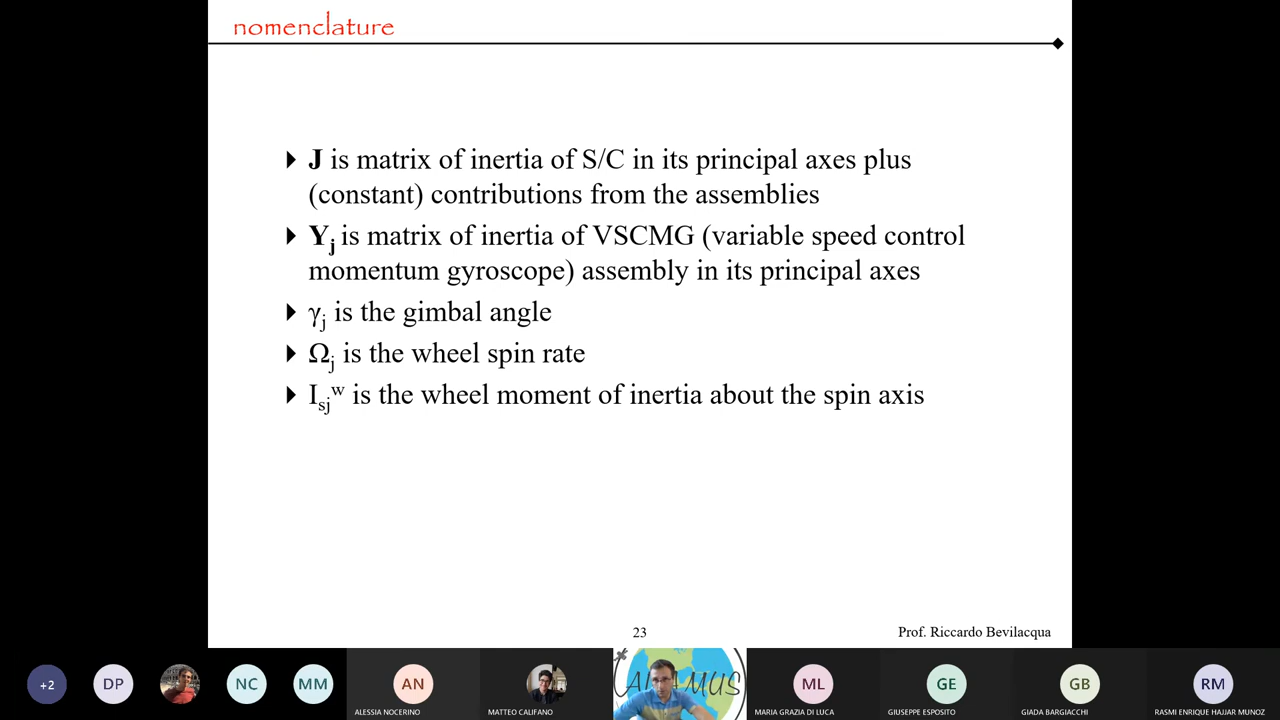 nomenclature
J is matrix of inertia of S/C in its principal axes plus
(constant) contributions from the assemblies
Yj is matrix of inertia of VSCMG (variable speed control
momentum gyroscope) assembly in its principal axes
γj is the gimbal angle
Ωj is the wheel spin rate
Isjw is the wheel moment of inertia about the spin axis
23
Prof. Riccardo Bevilacqua
+2
DP
NC
MM
AN
ML
GE
GB
RM
ALESSIA NOCERINO
MATTEO CALIFANO
MARIA GRAZIA DI LUCA
GIUSEPPE ESPOSITO
GIADA BARGIACCHI
RASMI ENRIQUE HAJJAR MUNOZ